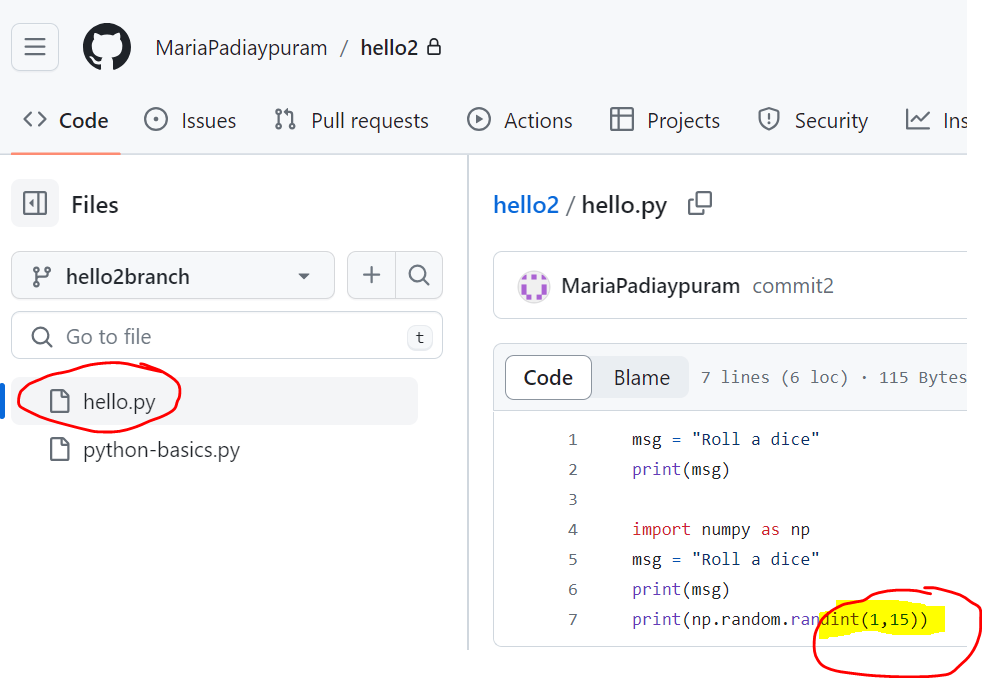 MariaPadiaypuram / hello2
Code Issues Pull requests Actions Projects Security Ins
Files
hello2branch
Go to file t
hello.py
python-basics.py
hello2 / hello.py
MariaPadiaypuram commit2
Code Blame 7 lines (6 loc) · 115 Bytes
1 msg = "Roll a dice"
2 print(msg)
3
4 import numpy as np
5 msg = "Roll a dice"
6 print(msg)
7 print(np.random.randint(1,15))